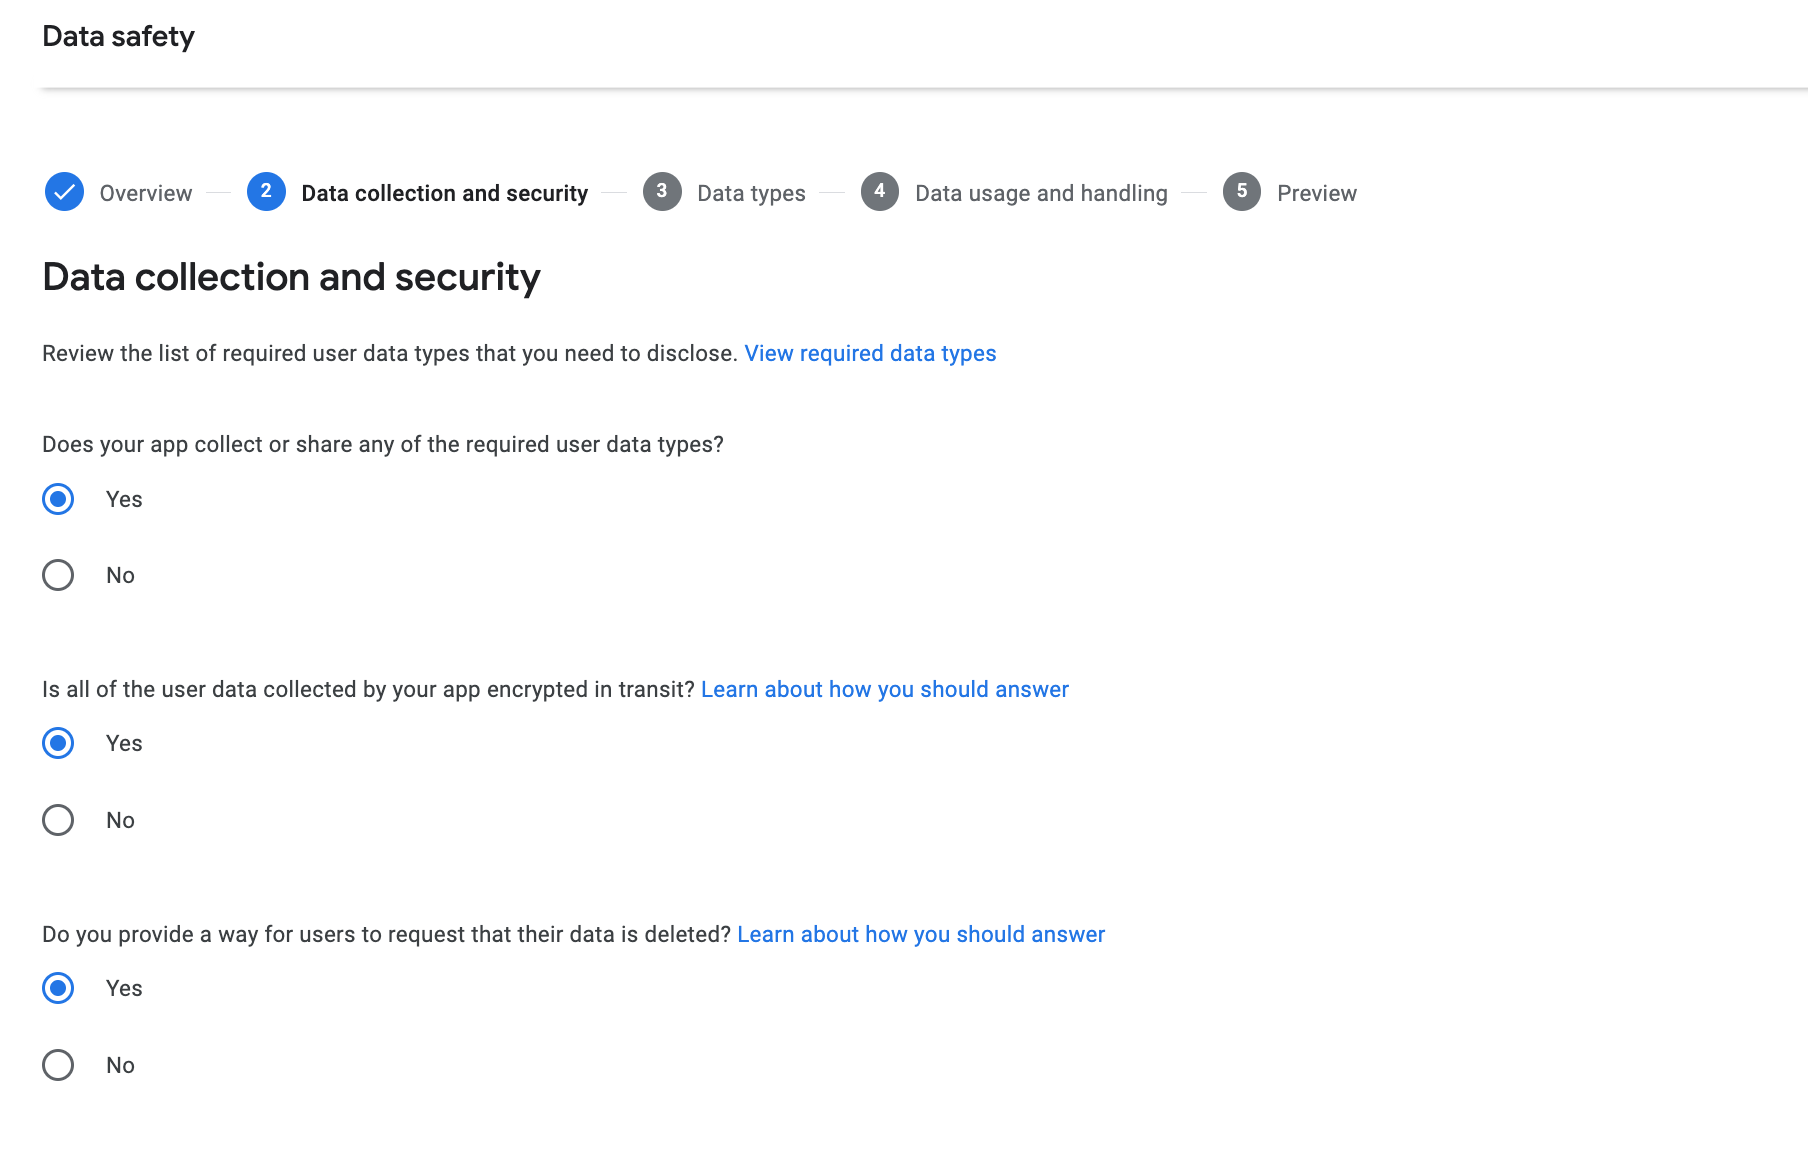 Data safety
Overview 2 Data collection and security 3 Data types 4 Data usage and handling 5 Preview
Data collection and security
Review the list of required user data types that you need to disclose. View required data types
Does your app collect or share any of the required user data types?
Yes
No
Is all of the user data collected by your app encrypted in transit? Learn about how you should answer
Yes
No
Do you provide a way for users to request that their data is deleted? Learn about how you should answer
Yes
No